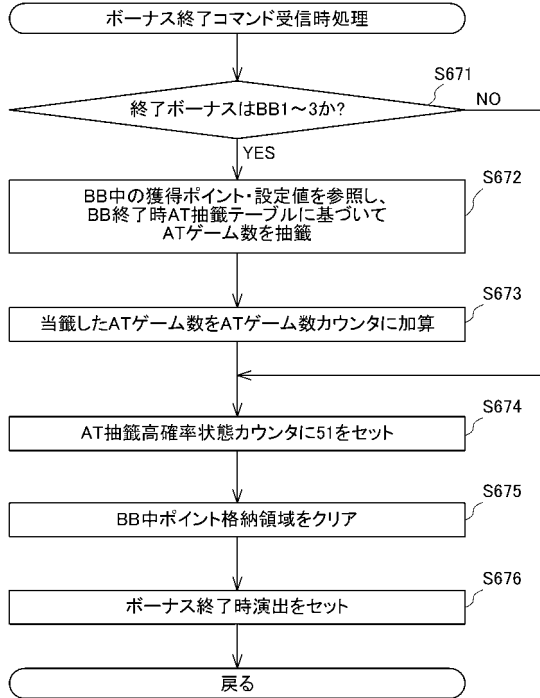 ボーナス終了コマンド受信時処理
S671
終了ボーナスはBB1～3か?
NO
YES
S672
BB中の獲得ポイント・設定値を参照し、
BB終了時AT抽籤テーブルに基づいて
ATゲーム数を抽籤
S673
当籤したATゲーム数をATゲーム数カウンタに加算
S674
AT抽籤高確率状態カウンタに51をセット
S675
BB中ポイント格納領域をクリア
S676
ボーナス終了時演出をセット
戻る